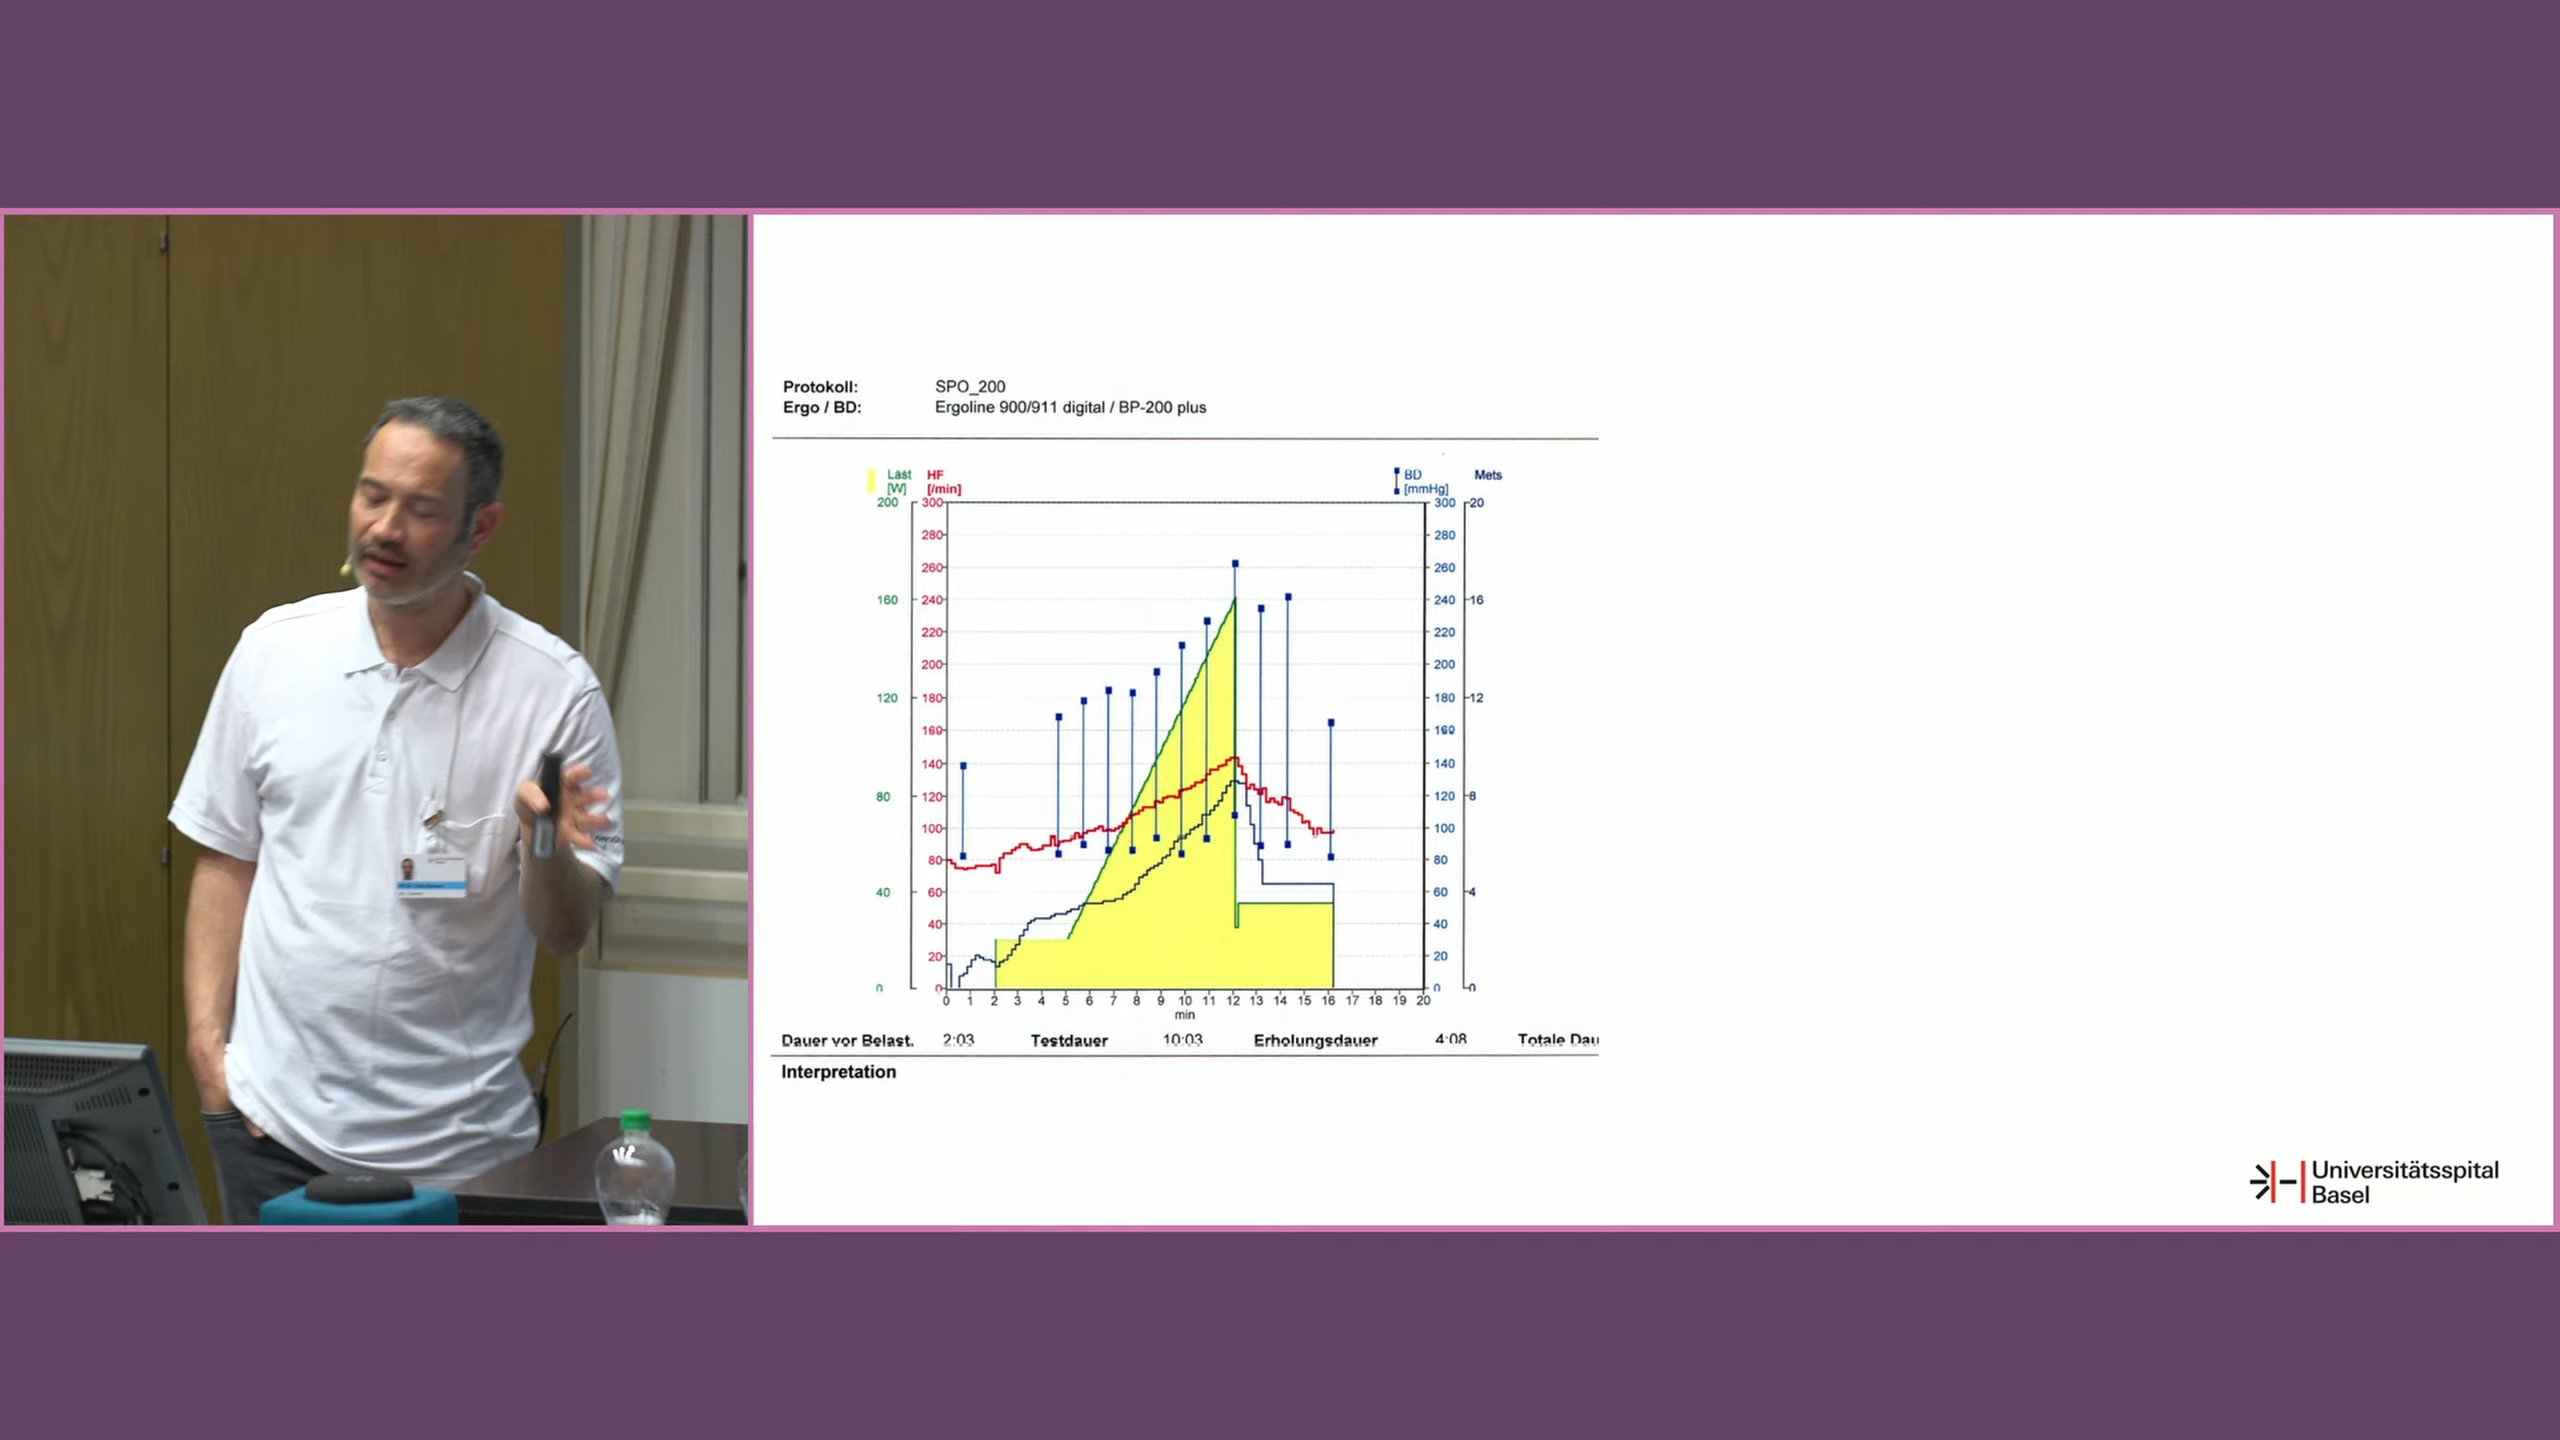 Protokoll: SPO_200
Ergo / BD: Ergoline 900/911 digital / BP-200 plus
Last HF BD Mets
[W] [/min] [mmHg]
200 300 300 20
280 280
260 260
160 240 240 16
220 220
200 200
120 180 180 12
160 160
140 140
80 120 120 8
100 100
80 80
40 60 60 4
40 40
20 20
0 0 0 0
0 1 2 3 4 5 6 7 8 9 10 11 12 13 14 15 16 17 18 19 20
min
Dauer vor Belast. 2:03 Testdauer 10:03 Erholungsdauer 4:08 Totale Dau
Interpretation
Universitätsspital
Basel